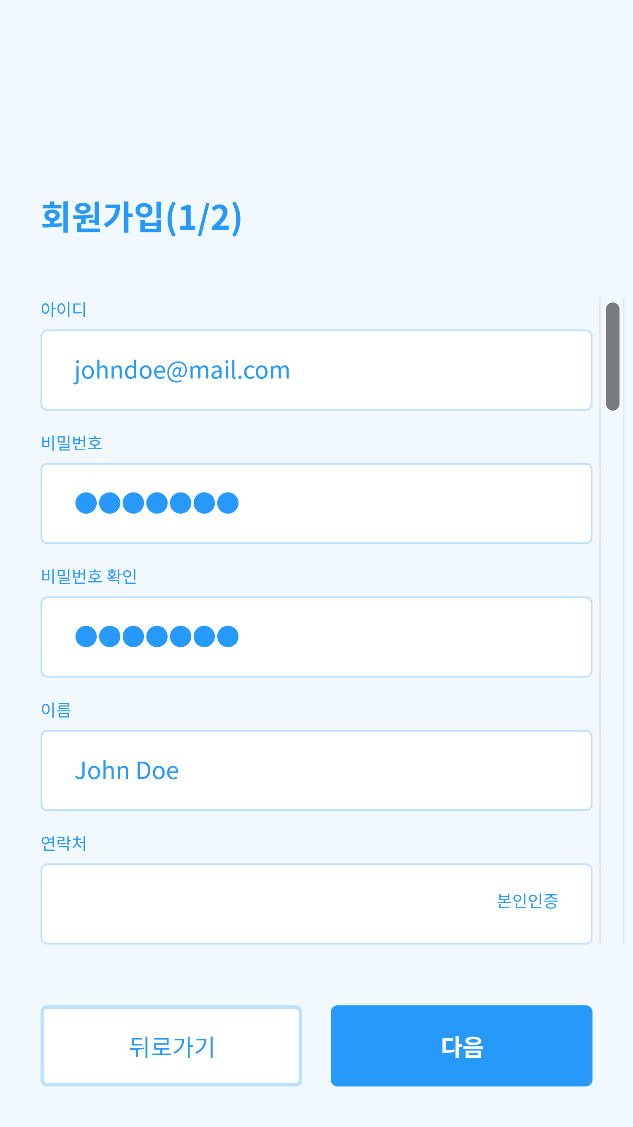 회원가입(1/2)
아이디
johndoe@mail.com
비밀번호
●●●●●●●
비밀번호 확인
●●●●●●●
이름
John Doe
연락처
본인인증
뒤로가기
다음